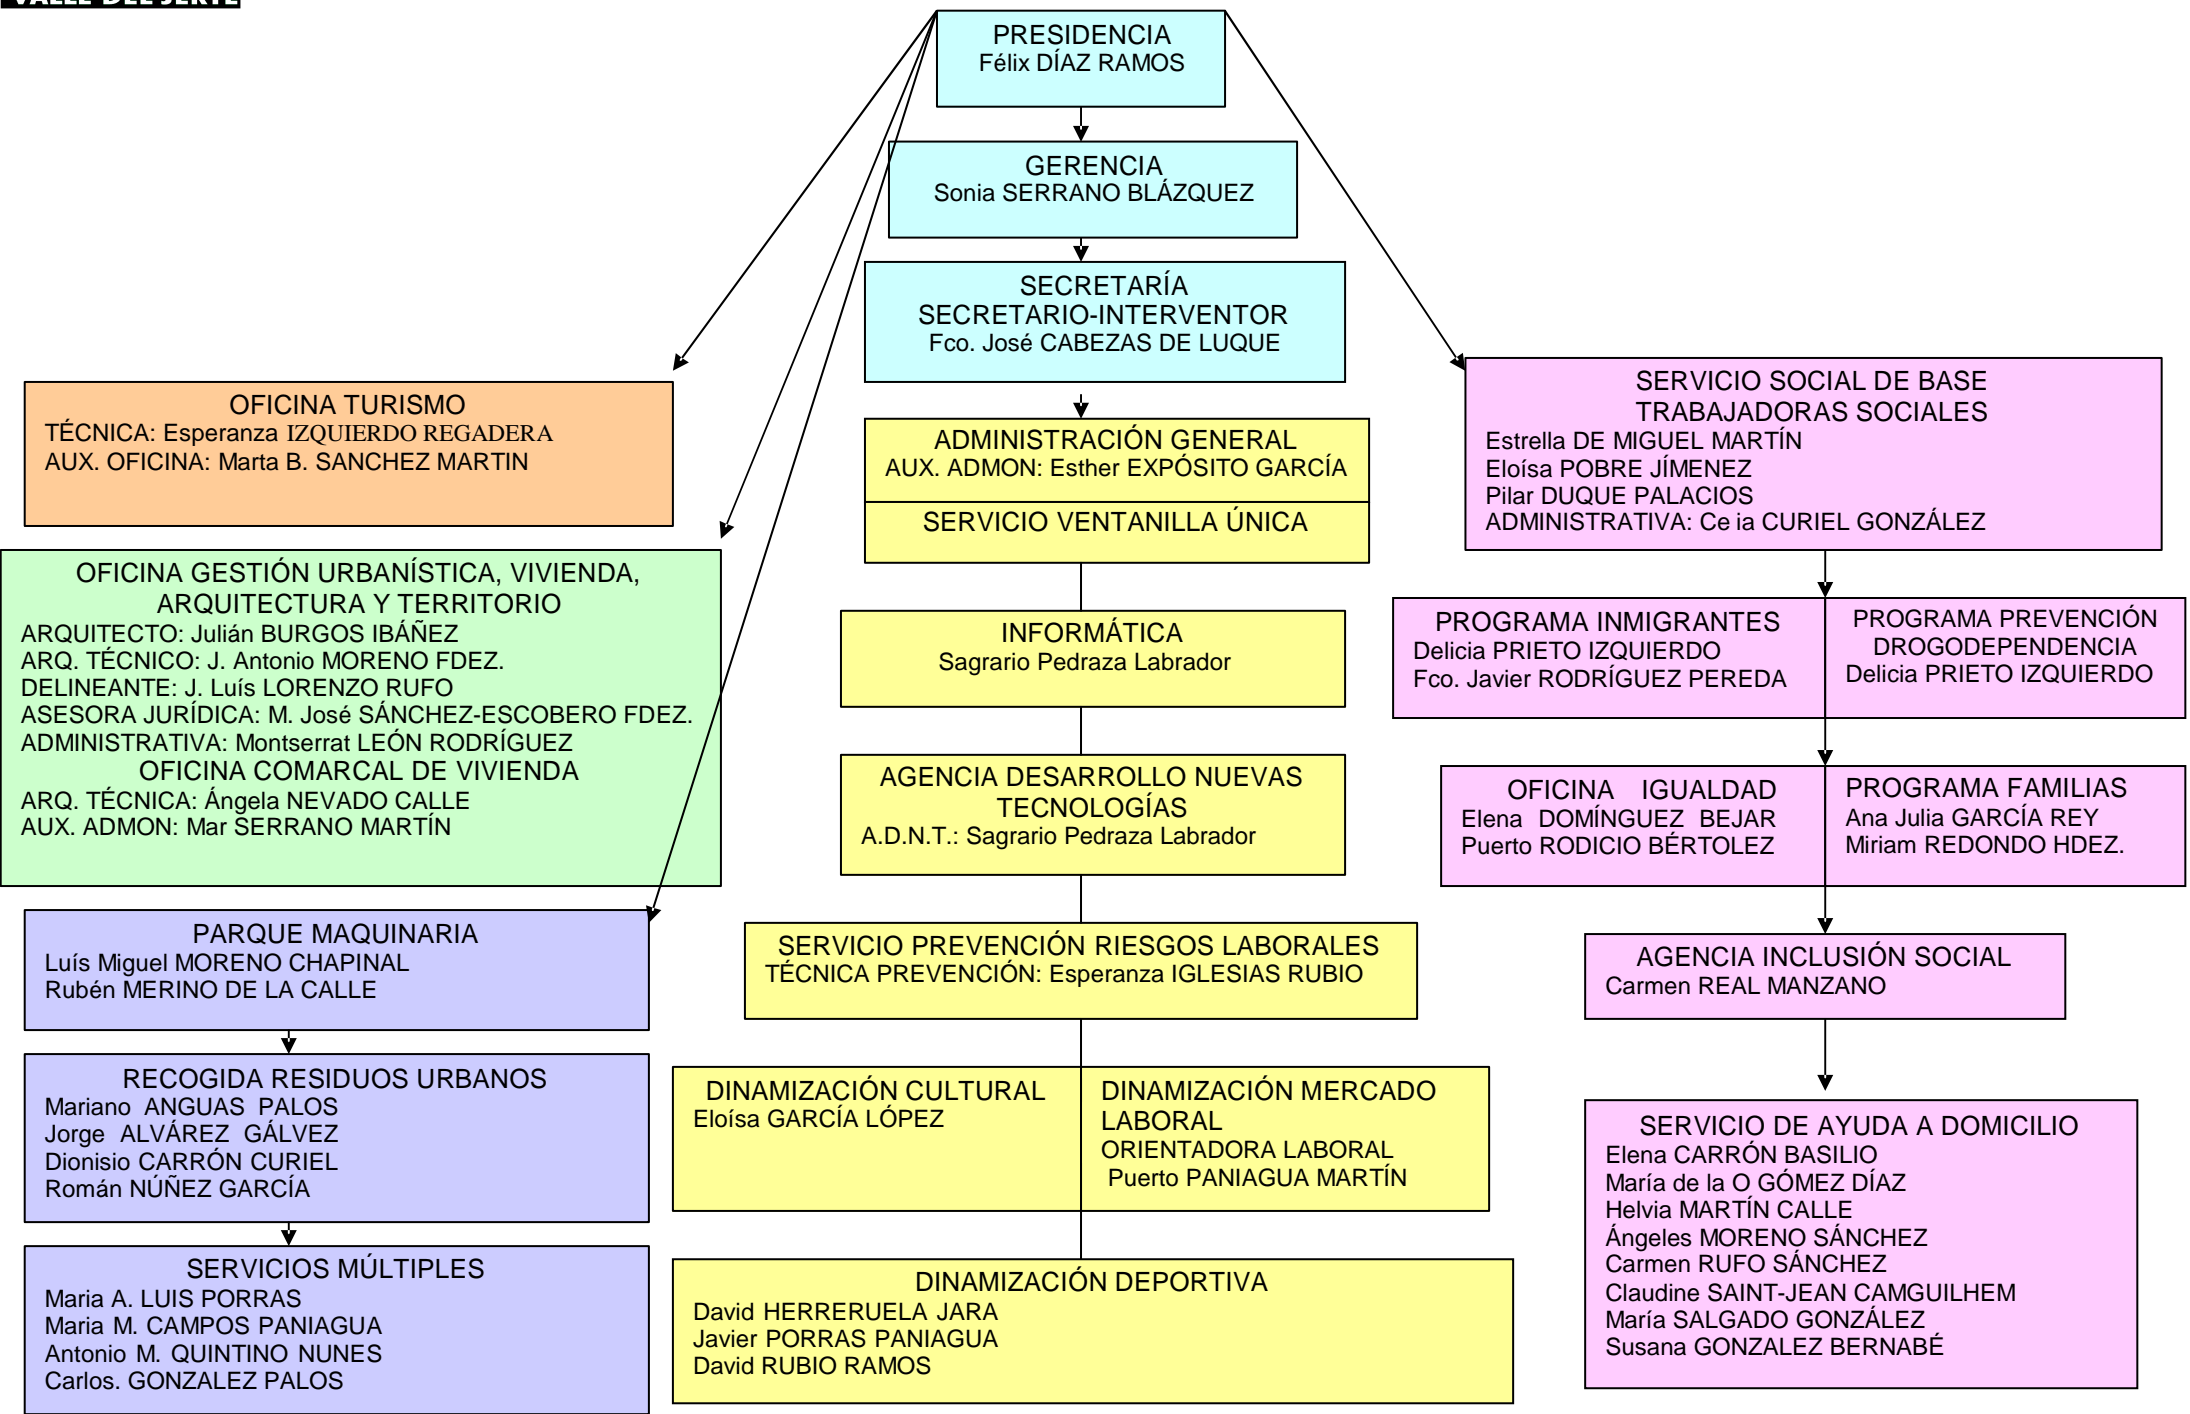 VALLE DEL JERTE
PRESIDENCIA
Félix DÍAZ RAMOS
GERENCIA
Sonia SERRANO BLÁZQUEZ
SECRETARÍA
SECRETARIO-INTERVENTOR
Fco. José CABEZAS DE LUQUE
OFICINA TURISMO
TÉCNICA: Esperanza IZQUIERDO REGADERA
AUX. OFICINA: Marta B. SANCHEZ MARTIN
OFICINA GESTIÓN URBANÍSTICA, VIVIENDA,
ARQUITECTURA Y TERRITORIO
ARQUITECTO: Julián BURGOS IBÁÑEZ
ARQ. TÉCNICO: J. Antonio MORENO FDEZ.
DELINEANTE: J. Luís LORENZO RUFO
ASESORA JURÍDICA: M. José SÁNCHEZ-ESCOBERO FDEZ.
ADMINISTRATIVA: Montserrat LEÓN RODRÍGUEZ
OFICINA COMARCAL DE VIVIENDA
ARQ. TÉCNICA: Ángela NEVADO CALLE
AUX. ADMON: Mar SERRANO MARTÍN
PARQUE MAQUINARIA
Luís Miguel MORENO CHAPINAL
Rubén MERINO DE LA CALLE
RECOGIDA RESIDUOS URBANOS
Mariano ANGUAS PALOS
Jorge ALVÁREZ GÁLVEZ
Dionisio CARRÓN CURIEL
Román NÚÑEZ GARCÍA
SERVICIOS MÚLTIPLES
Maria A. LUIS PORRAS
Maria M. CAMPOS PANIAGUA
Antonio M. QUINTINO NUNES
Carlos. GONZALEZ PALOS
ADMINISTRACIÓN GENERAL
AUX. ADMON: Esther EXPÓSITO GARCÍA
SERVICIO VENTANILLA ÚNICA
INFORMÁTICA
Sagrario Pedraza Labrador
AGENCIA DESARROLLO NUEVAS
TECNOLOGÍAS
A.D.N.T.: Sagrario Pedraza Labrador
SERVICIO PREVENCIÓN RIESGOS LABORALES
TÉCNICA PREVENCIÓN: Esperanza IGLESIAS RUBIO
DINAMIZACIÓN CULTURAL
Eloísa GARCÍA LÓPEZ
DINAMIZACIÓN MERCADO
LABORAL
ORIENTADORA LABORAL
Puerto PANIAGUA MARTÍN
DINAMIZACIÓN DEPORTIVA
David HERRERUELA JARA
Javier PORRAS PANIAGUA
David RUBIO RAMOS
SERVICIO SOCIAL DE BASE
TRABAJADORAS SOCIALES
Estrella DE MIGUEL MARTÍN
Eloísa POBRE JÍMENEZ
Pilar DUQUE PALACIOS
ADMINISTRATIVA: Ce ia CURIEL GONZÁLEZ
PROGRAMA INMIGRANTES
Delicia PRIETO IZQUIERDO
Fco. Javier RODRÍGUEZ PEREDA
PROGRAMA PREVENCIÓN
DROGODEPENDENCIA
Delicia PRIETO IZQUIERDO
OFICINA IGUALDAD
Elena DOMÍNGUEZ BEJAR
Puerto RODICIO BÉRTOLEZ
PROGRAMA FAMILIAS
Ana Julia GARCÍA REY
Miriam REDONDO HDEZ.
AGENCIA INCLUSIÓN SOCIAL
Carmen REAL MANZANO
SERVICIO DE AYUDA A DOMICILIO
Elena CARRÓN BASILIO
María de la O GÓMEZ DÍAZ
Helvia MARTÍN CALLE
Ángeles MORENO SÁNCHEZ
Carmen RUFO SÁNCHEZ
Claudine SAINT-JEAN CAMGUILHEM
María SALGADO GONZÁLEZ
Susana GONZALEZ BERNABÉ